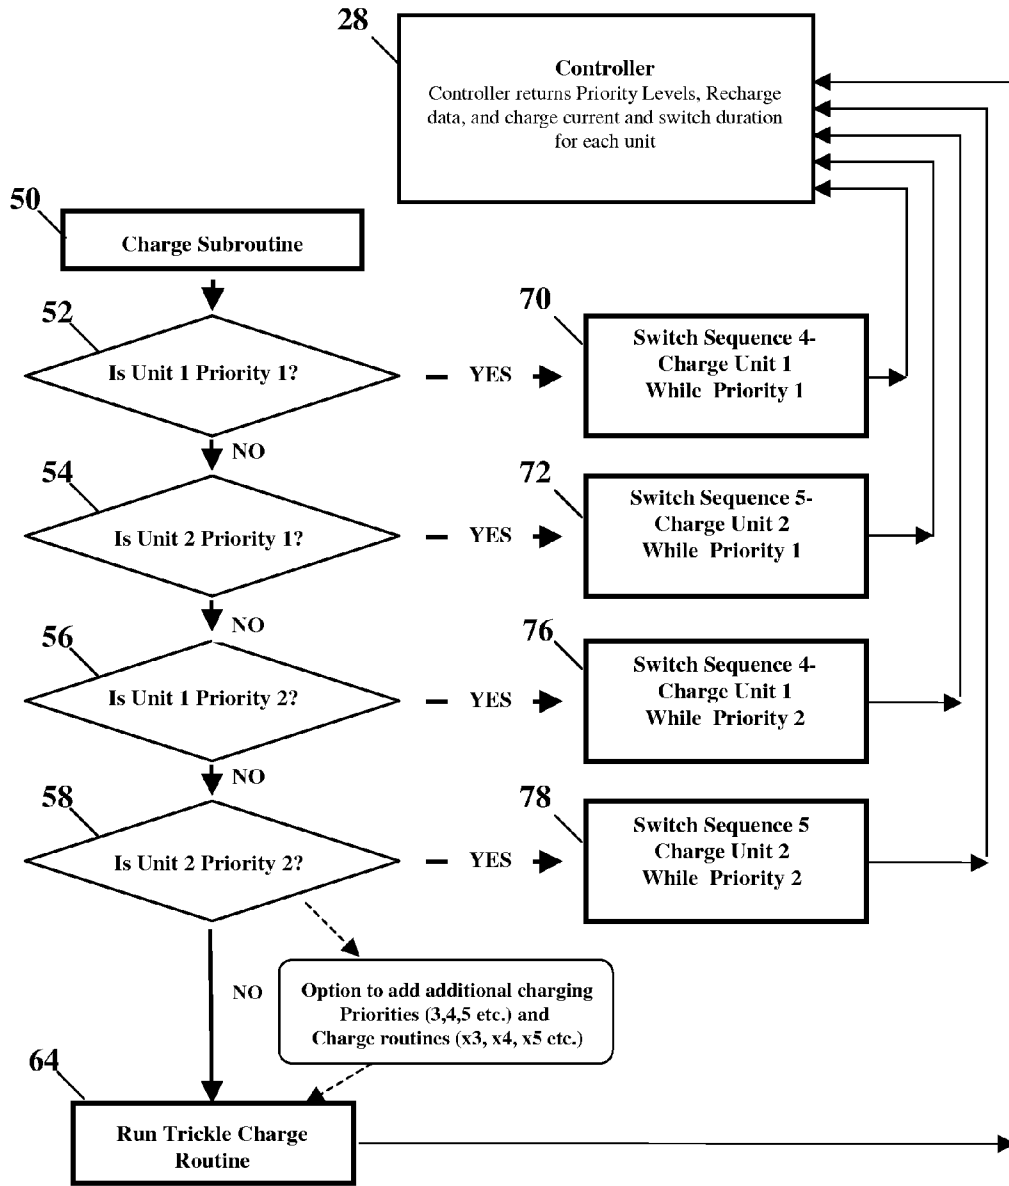 28
Controller
Controller returns Priority Levels, Recharge
data, and charge current and switch duration
for each unit
50
Charge Subroutine
52
Is Unit 1 Priority 1?
YES
70
Switch Sequence 4-
Charge Unit 1
While Priority 1
NO
54
Is Unit 2 Priority 1?
YES
72
Switch Sequence 5-
Charge Unit 2
While Priority 1
NO
56
Is Unit 1 Priority 2?
YES
76
Switch Sequence 4-
Charge Unit 1
While Priority 2
NO
58
Is Unit 2 Priority 2?
YES
78
Switch Sequence 5
Charge Unit 2
While Priority 2
NO
Option to add additional charging
Priorities (3,4,5 etc.) and
Charge routines (x3, x4, x5 etc.)
64
Run Trickle Charge
Routine